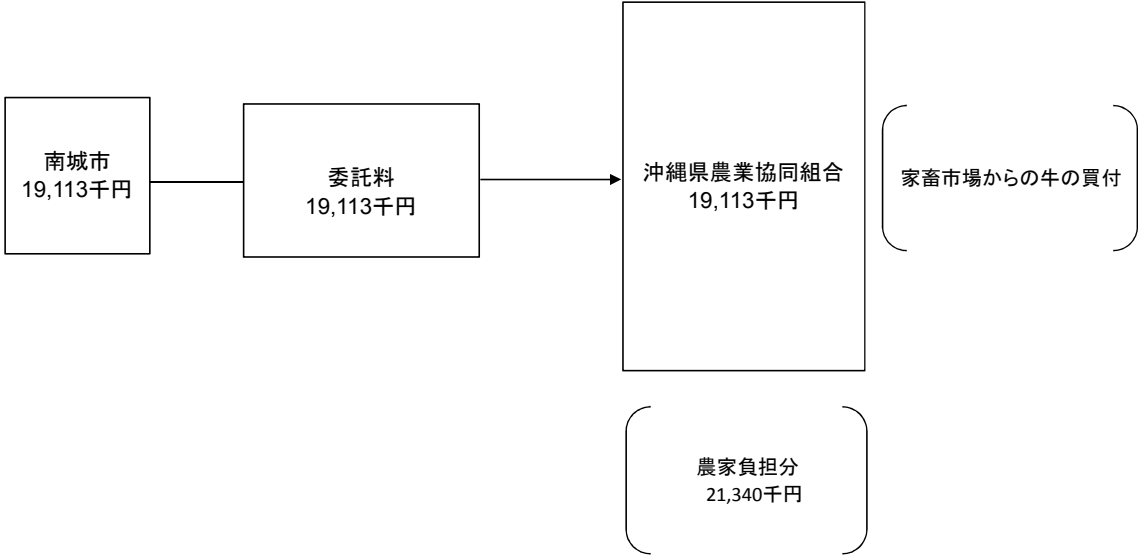 南城市
19,113千円
委託料
19,113千円
沖縄県農業協同組合
19,113千円
家畜市場からの牛の買付
農家負担分
21,340千円